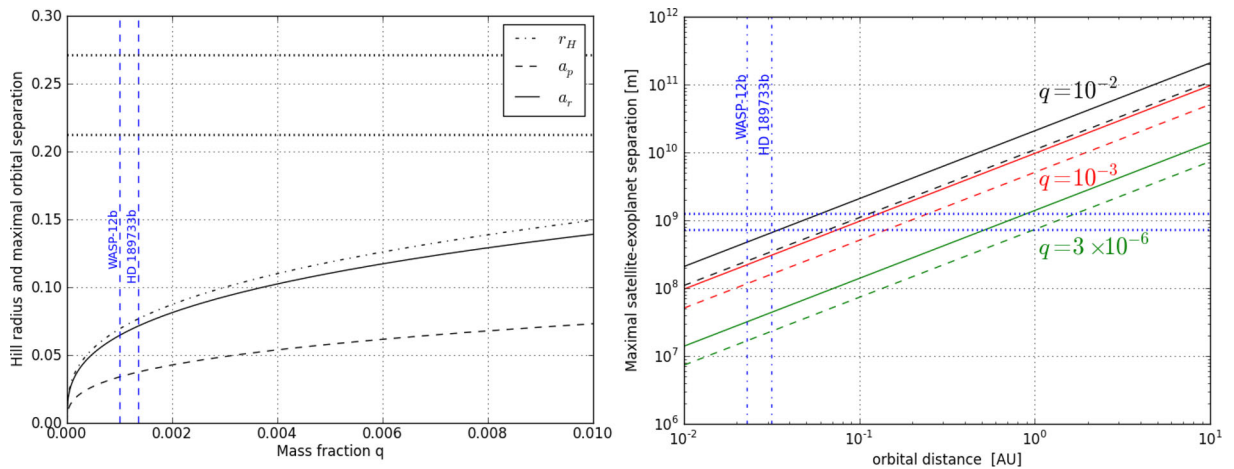 Hill radius and maximal orbital separation
0.30
0.25
0.20
0.15
0.10
0.05
0.00
WASP-12b
HD 189733b
r_H
a_p
a_r
0.000 0.002 0.004 0.006 0.008 0.010
Mass fraction q
Maximal satellite-exoplanet separation [m]
10^12
10^11
10^10
10^9
10^8
10^7
10^6
WASP-12b
HD 189733b
q = 10^-2
q = 10^-3
q = 3 × 10^-6
10^-2 10^-1 10^0 10^1
orbital distance [AU]